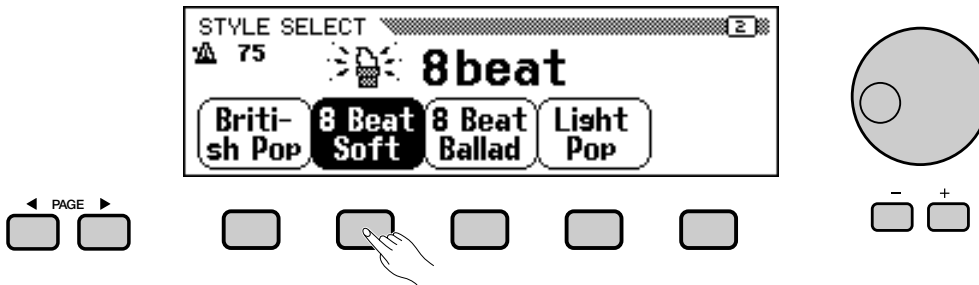 STYLE SELECT 2
75
8beat
Briti-
sh Pop
8 Beat
Soft
8 Beat
Ballad
Light
Pop
◀ PAGE ▶
− +